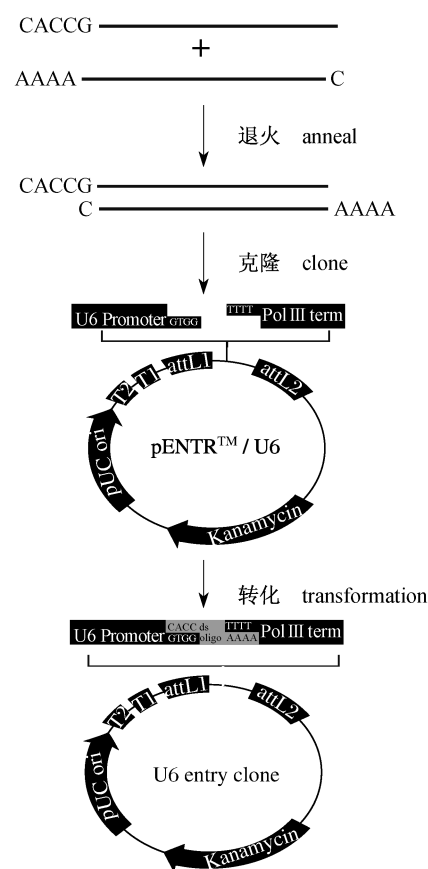 CACCG
+
AAAA C
退火 anneal
CACCG
C AAAA
克隆 clone
U6 Promoter GTGG TTTT Pol III term
T2 T1 attL1 attL2
pENTR™ / U6
pUC ori
Kanamycin
转化 transformation
U6 Promoter CACC ds TTTT Pol III term
GTGG oligo AAAA
T2 T1 attL1 attL2
pUC ori
U6 entry clone
Kanamycin